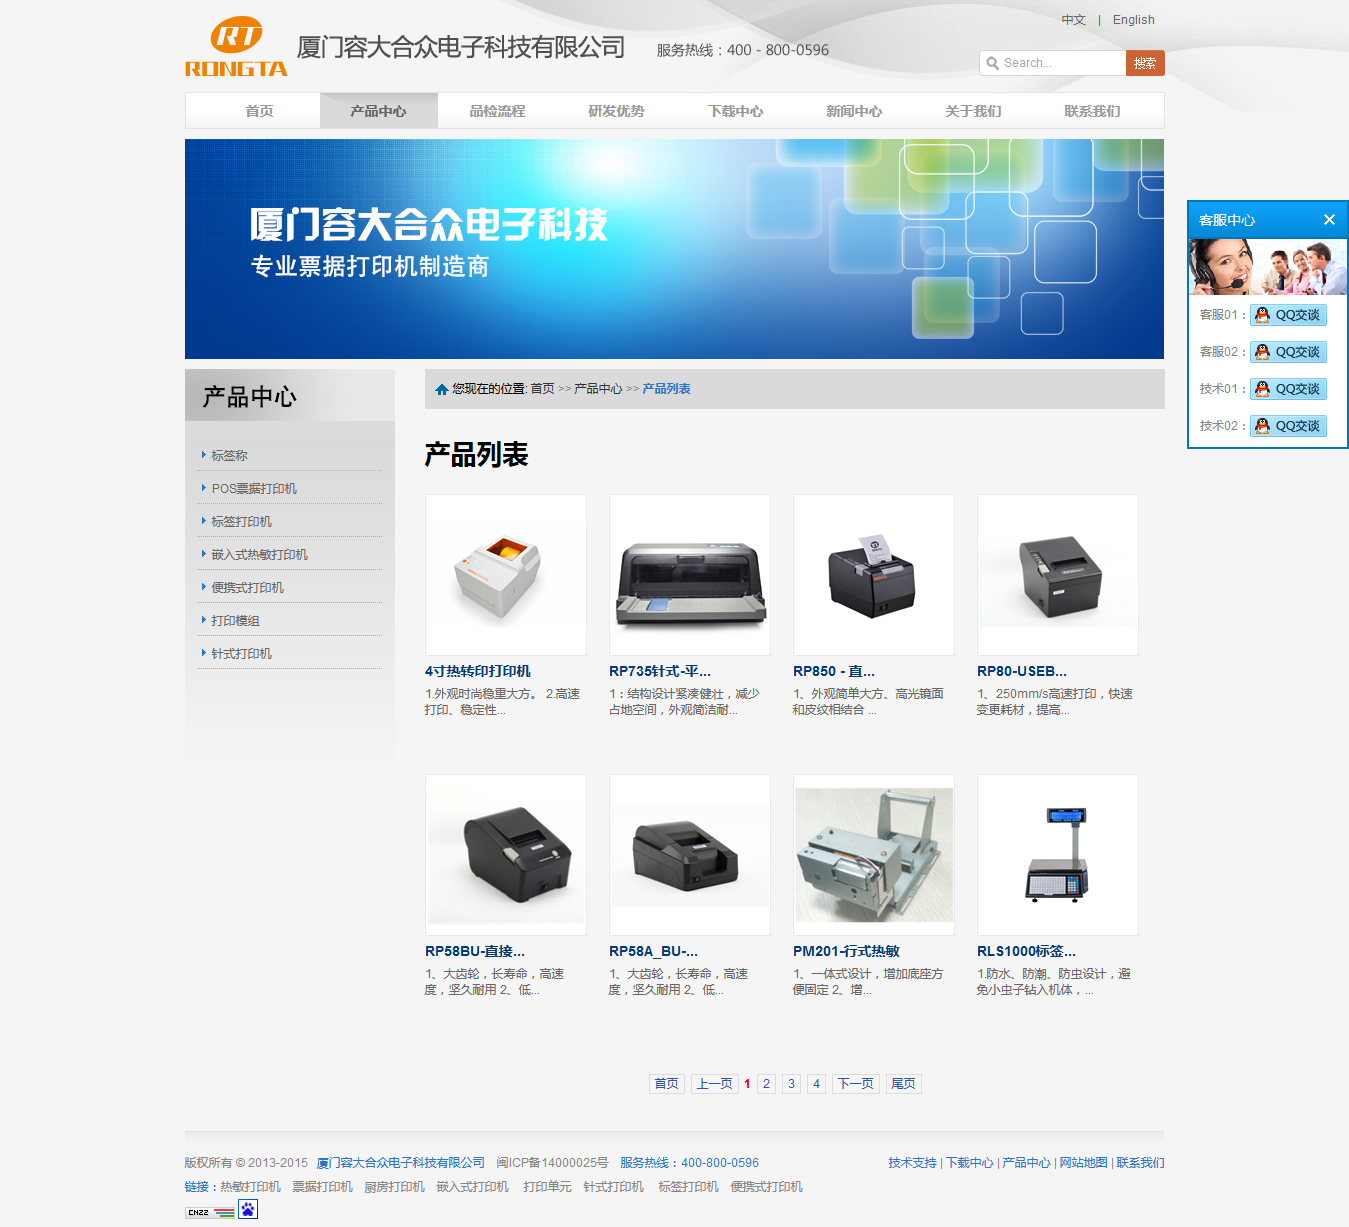 中文 | English
RT
RONGTA
厦门容大合众电子科技有限公司
服务热线：400 - 800-0596
Search...
搜索
首页
产品中心
品检流程
研发优势
下载中心
新闻中心
关于我们
联系我们
厦门容大合众电子科技
专业票据打印机制造商
客服中心
客服01： QQ交谈
客服02： QQ交谈
技术01： QQ交谈
技术02： QQ交谈
产品中心
标签称
POS票据打印机
标签打印机
嵌入式热敏打印机
便携式打印机
打印模组
针式打印机
您现在的位置: 首页 >> 产品中心 >> 产品列表
产品列表
4寸热转印打印机
1.外观时尚稳重大方。 2.高速
打印、稳定性...
RP735针式-平...
1：结构设计紧凑健壮，减少
占地空间，外观简洁耐...
RP850 - 直...
1、外观简单大方、高光镜面
和皮纹相结合 ...
RP80-USEB...
1、250mm/s高速打印，快速
变更耗材，提高...
RP58BU-直接...
1、大齿轮，长寿命，高速
度，坚久耐用 2、低...
RP58A_BU-...
1、大齿轮，长寿命，高速
度，坚久耐用 2、低...
PM201-行式热敏
1、一体式设计，增加底座方
便固定 2、增...
RLS1000标签...
1.防水、防潮、防虫设计，避
免小虫子钻入机体，...
首页 上一页 1 2 3 4 下一页 尾页
版权所有 © 2013-2015 厦门容大合众电子科技有限公司 闽ICP备14000025号 服务热线：400-800-0596
技术支持 | 下载中心 | 产品中心 | 网站地图 | 联系我们
链接：热敏打印机 票据打印机 厨房打印机 嵌入式打印机 打印单元 针式打印机 标签打印机 便携式打印机
CNZZ